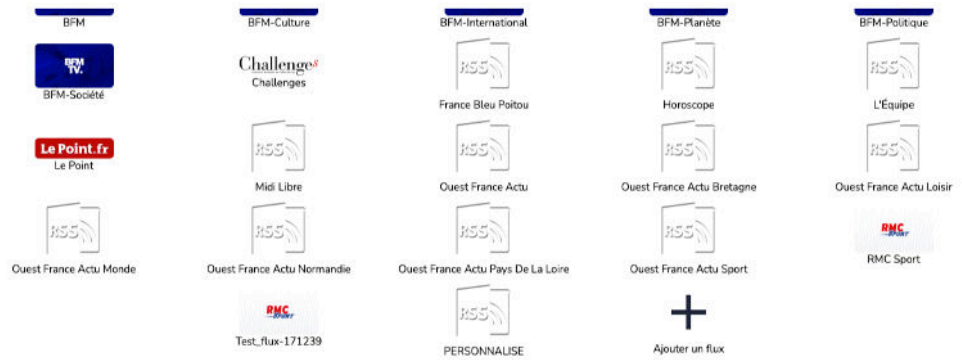 BFM
BFM-Culture
BFM-International
BFM-Planète
BFM-Politique
BFM
TV.
BFM-Société
Challenges
Challenges
RSS
France Bleu Poitou
RSS
Horoscope
RSS
L'Équipe
Le Point.fr
Le Point
RSS
Midi Libre
RSS
Ouest France Actu
RSS
Ouest France Actu Bretagne
RSS
Ouest France Actu Loisir
RSS
Ouest France Actu Monde
RSS
Ouest France Actu Normandie
RSS
Ouest France Actu Pays De La Loire
RSS
Ouest France Actu Sport
RMC
SPORT
RMC Sport
RMC
SPORT
Test_flux-171239
RSS
PERSONNALISE
Ajouter un flux